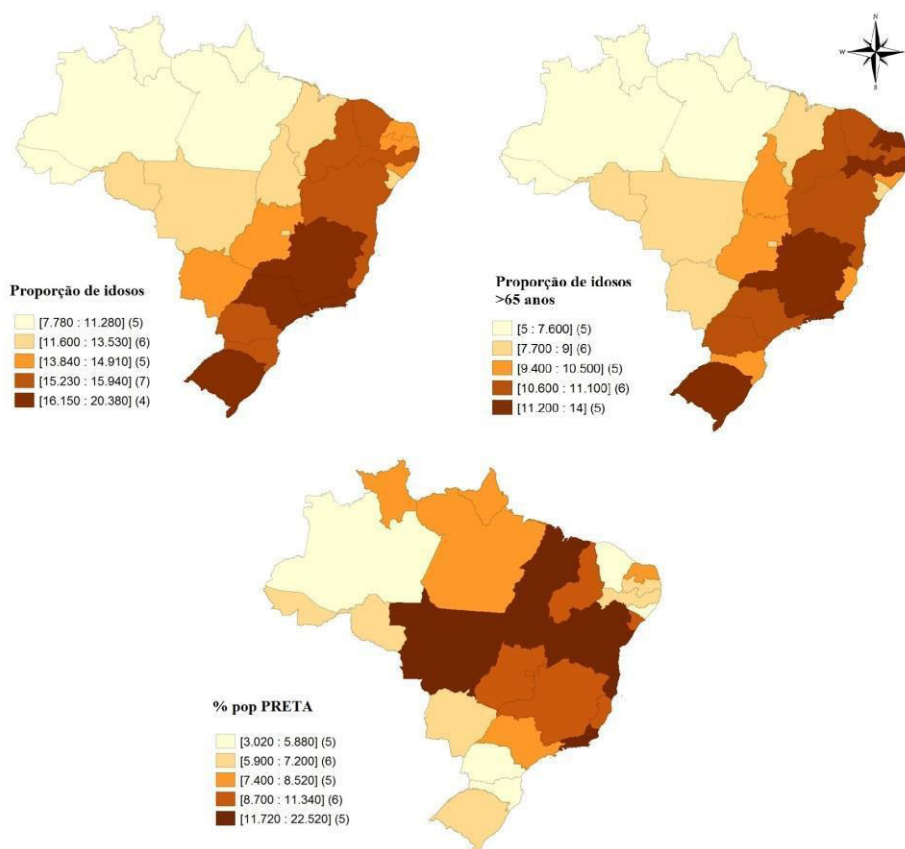 N
W
S
Proporção de idosos
[7.780 : 11.280] (5)
[11.600 : 13.530] (6)
[13.840 : 14.910] (5)
[15.230 : 15.940] (7)
[16.150 : 20.380] (4)
Proporção de idosos
>65 anos
[5 : 7.600] (5)
[7.700 : 9] (6)
[9.400 : 10.500] (5)
[10.600 : 11.100] (6)
[11.200 : 14] (5)
% pop PRETA
[3.020 : 5.880] (5)
[5.900 : 7.200] (6)
[7.400 : 8.520] (5)
[8.700 : 11.340] (6)
[11.720 : 22.520] (5)